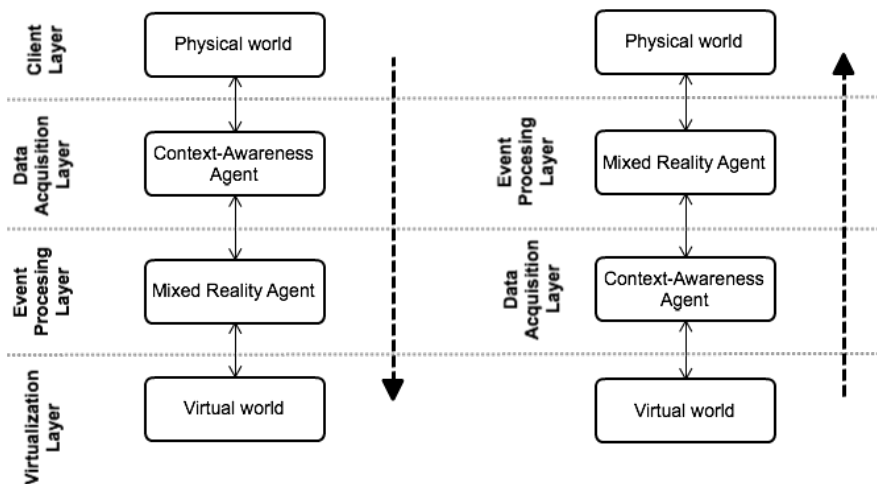 Client
Layer
Physical world
Physical world
Data
Acquisition
Layer
Context-Awareness
Agent
Event
Procesing
Layer
Mixed Reality Agent
Event
Procesing
Layer
Mixed Reality Agent
Data
Acquisition
Layer
Context-Awareness
Agent
Virtualization
Layer
Virtual world
Virtual world